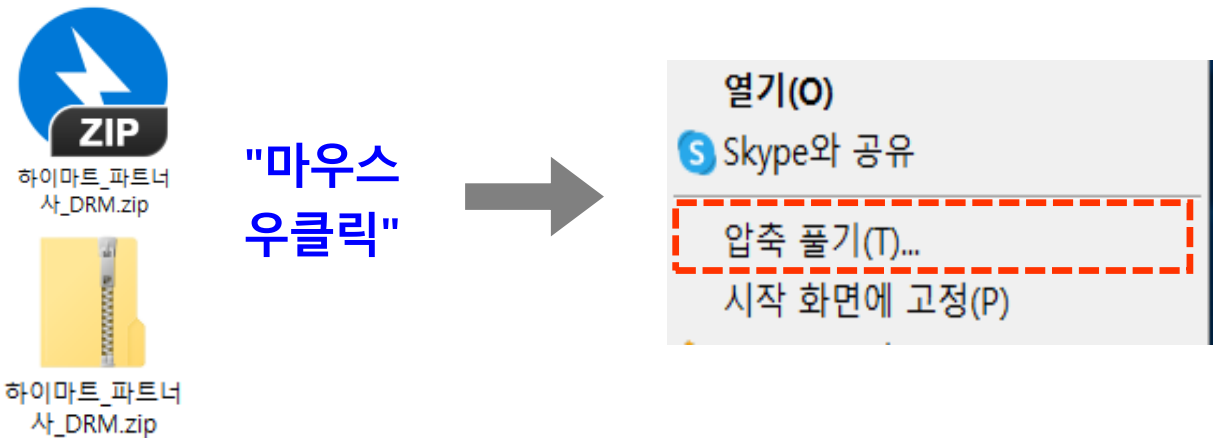 ZIP
하이마트_파트너
사_DRM.zip
하이마트_파트너
사_DRM.zip
"마우스
우클릭"
열기(O)
S Skype와 공유
압축 풀기(T)...
시작 화면에 고정(P)